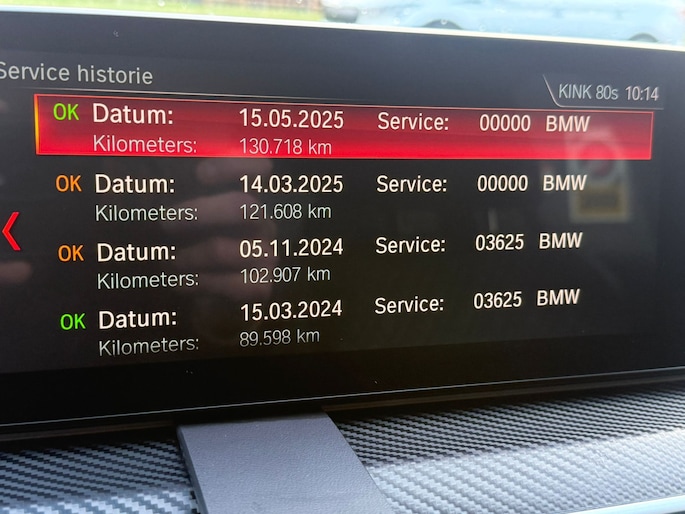 Service historie
KINK 80s 10:14
OK Datum: 15.05.2025 Service: 00000 BMW
Kilometers: 130.718 km
OK Datum: 14.03.2025 Service: 00000 BMW
Kilometers: 121.608 km
OK Datum: 05.11.2024 Service: 03625 BMW
Kilometers: 102.907 km
OK Datum: 15.03.2024 Service: 03625 BMW
Kilometers: 89.598 km